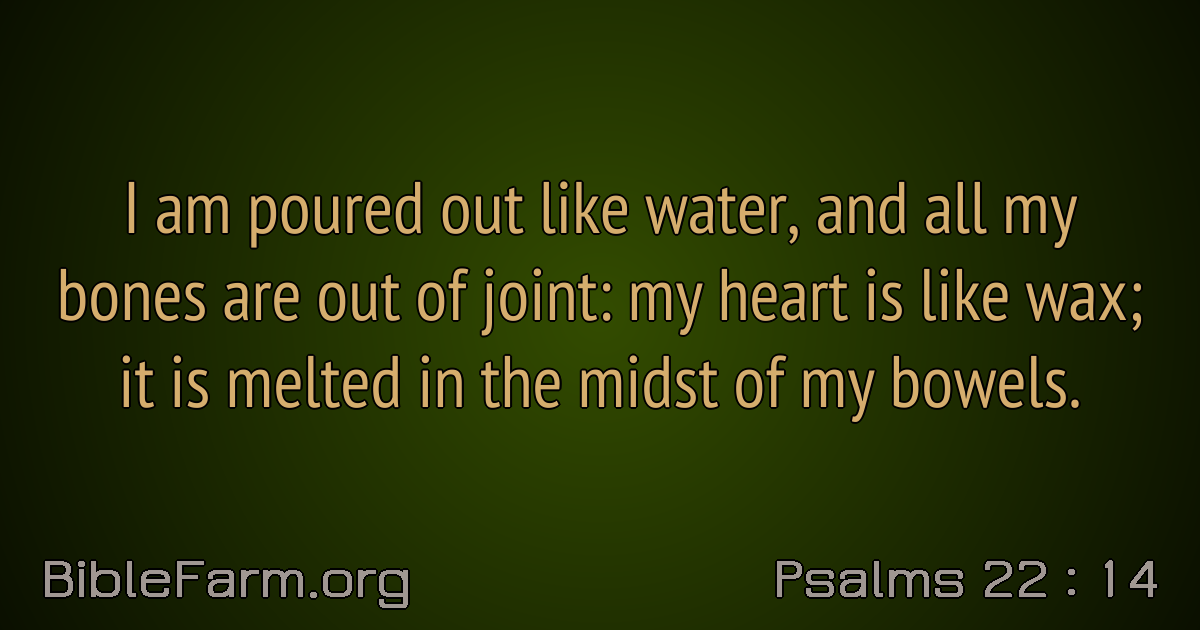 I am poured out like water, and all my
bones are out of joint: my heart is like wax;
it is melted in the midst of my bowels.
BibleFarm.org
Psalms 22 : 14